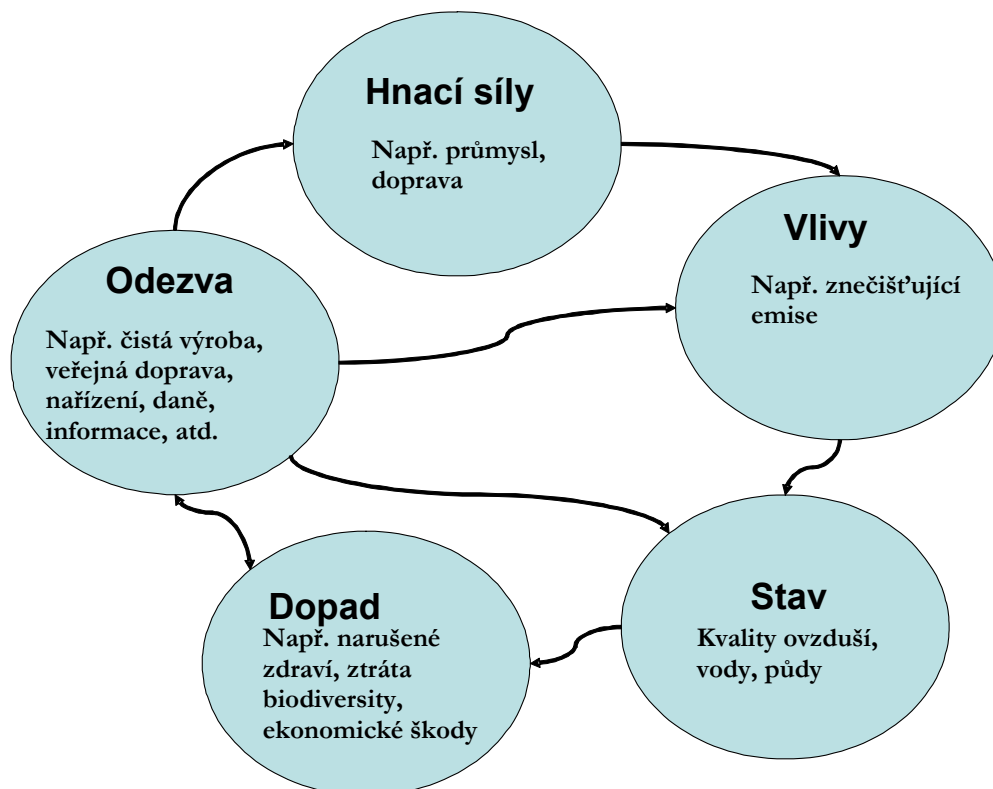 Hnací síly
Např. průmysl,
doprava
Vlivy
Např. znečišťující
emise
Odezva
Např. čistá výroba,
veřejná doprava,
nařízení, daně,
informace, atd.
Stav
Kvality ovzduší,
vody, půdy
Dopad
Např. narušené
zdraví, ztráta
biodiversity,
ekonomické škody